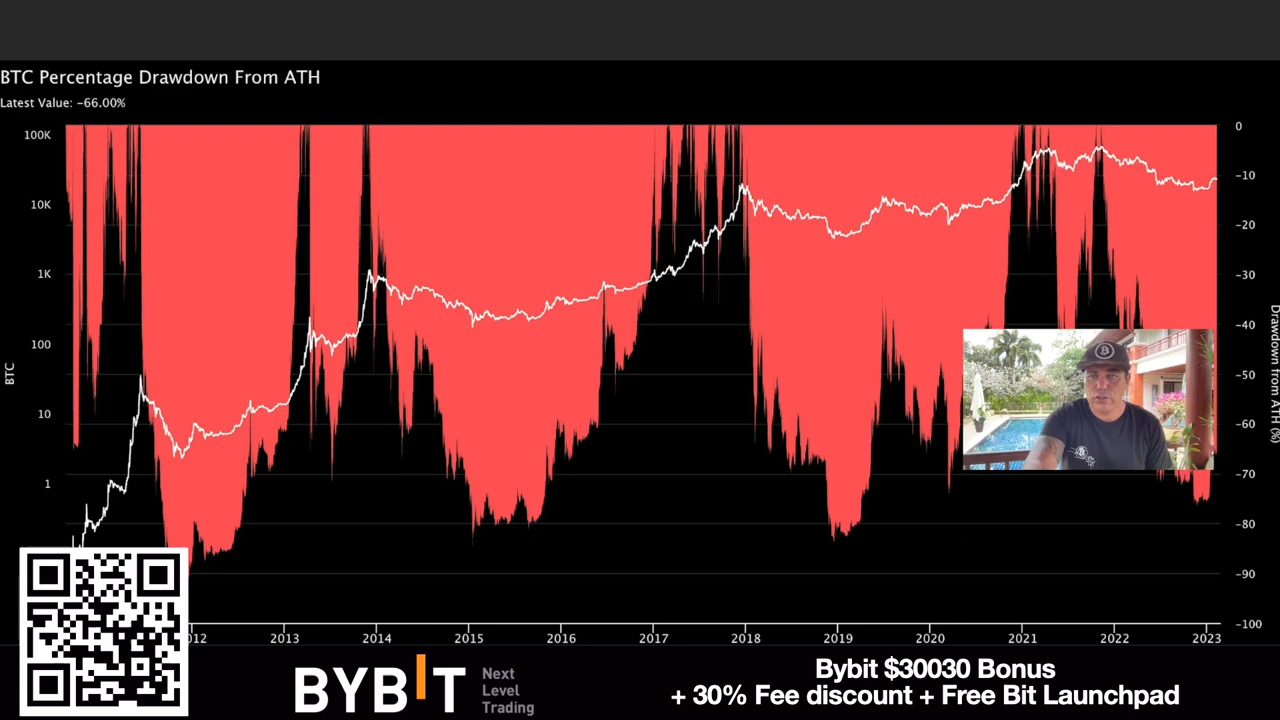 BTC Percentage Drawdown From ATH
Latest Value: -66.00%
100K
10K
1K
100
10
1
BTC
0
-10
-20
-30
-40
-50
-60
-70
-80
-90
-100
Drawdown from ATH (%)
012 2013 2014 2015 2016 2017 2018 2019 2020 2021 2022 2023
BYBIT
Next
Level
Trading
Bybit $30030 Bonus
+ 30% Fee discount + Free Bit Launchpad